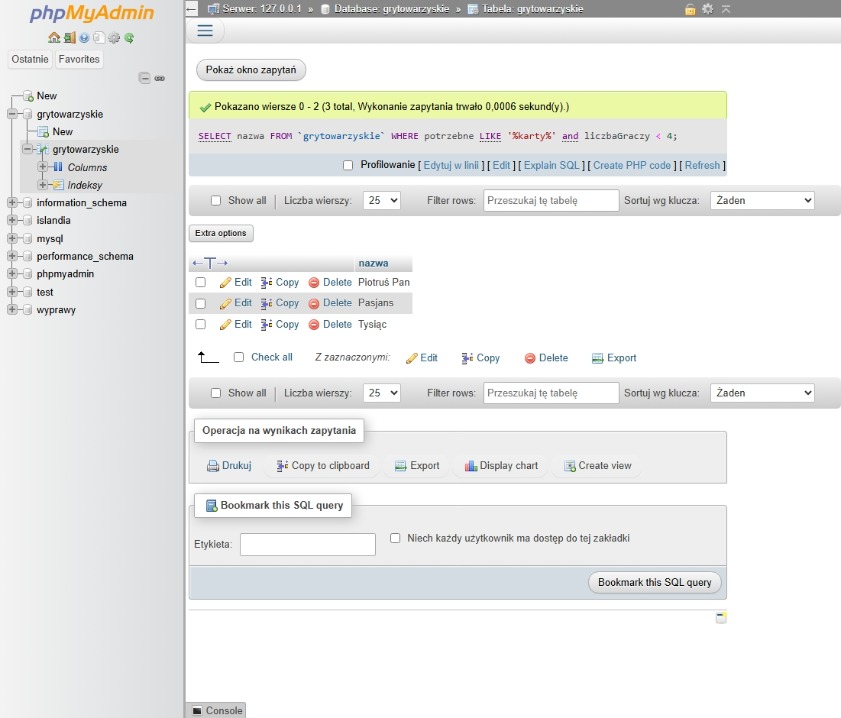 phpMyAdmin
Serwer: 127.0.0.1 » Database: grytowarzyskie » Tabela: grytowarzyskie
Ostatnie Favorites
New
grytowarzyskie
New
grytowarzyskie
Columns
Indeksy
information_schema
islandia
mysql
performance_schema
phpmyadmin
test
wyprawy
Pokaż okno zapytań
Pokazano wiersze 0 - 2 (3 total, Wykonanie zapytania trwało 0,0006 sekund(y).)
SELECT nazwa FROM `grytowarzyskie` WHERE potrzebne LIKE '%karty%' and liczbaGraczy < 4;
Profilowanie [ Edytuj w linii ] [ Edit ] [ Explain SQL ] [ Create PHP code ] [ Refresh ]
Show all | Liczba wierszy: 25 Filter rows: Przeszukaj tę tabelę Sortuj wg klucza: Żaden
Extra options
←T→ nazwa
Edit Copy Delete Piotruś Pan
Edit Copy Delete Pasjans
Edit Copy Delete Tysiąc
Check all Z zaznaczonymi: Edit Copy Delete Export
Show all | Liczba wierszy: 25 Filter rows: Przeszukaj tę tabelę Sortuj wg klucza: Żaden
Operacja na wynikach zapytania
Drukuj Copy to clipboard Export Display chart Create view
Bookmark this SQL query
Etykieta: Niech każdy użytkownik ma dostęp do tej zakładki
Bookmark this SQL query
Console